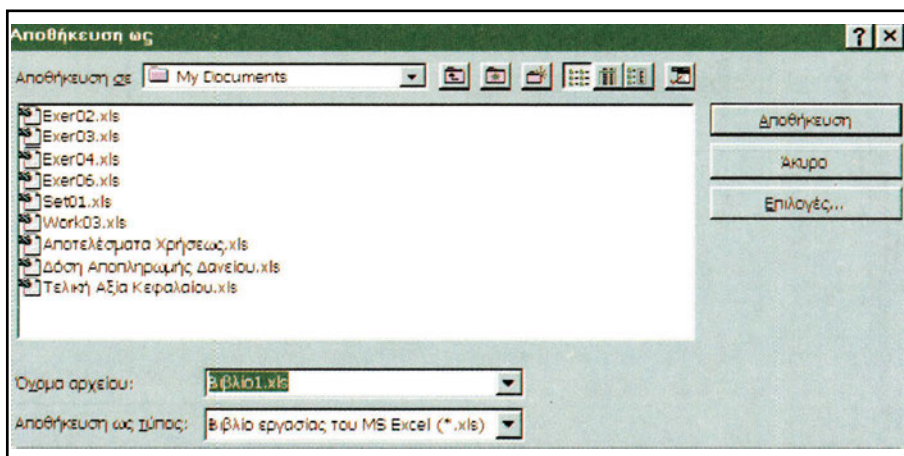 Αποθήκευση ως
Αποθήκευση σε My Documents
Exer02.xls
Exer03.xls
Exer04.xls
Exer06.xls
Set01.xls
Work03.xls
Αποτελέσματα Χρήσεως.xls
Δόση Αποπληρωμής Δανείου.xls
Τελική Αξία Κεφαλαίου.xls
Αποθήκευση
Άκυρο
Επιλογές...
Όνομα αρχείου: Βιβλίο1.xls
Αποθήκευση ως τύπος: Βιβλίο εργασίας του MS Excel (*.xls)